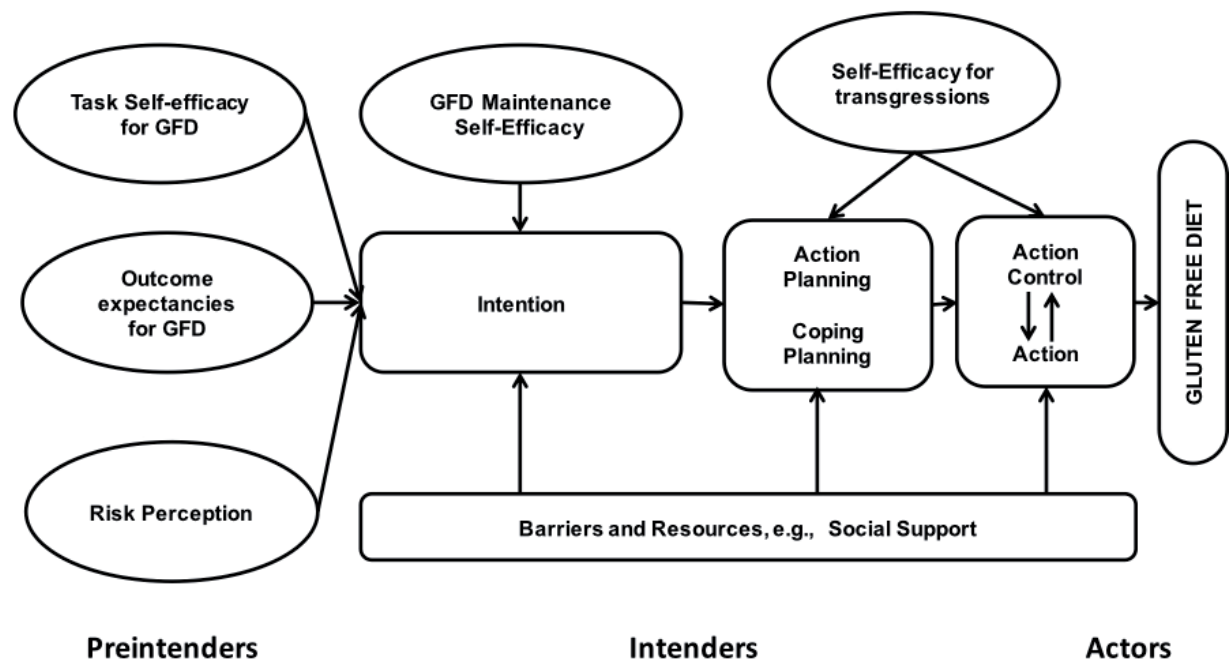 Task Self-efficacy
for GFD
GFD Maintenance
Self-Efficacy
Self-Efficacy for
transgressions
Outcome
expectancies
for GFD
Intention
Action
Planning
Coping
Planning
Action
Control
Action
GLUTEN FREE DIET
Risk Perception
Barriers and Resources, e.g., Social Support
Preintenders
Intenders
Actors